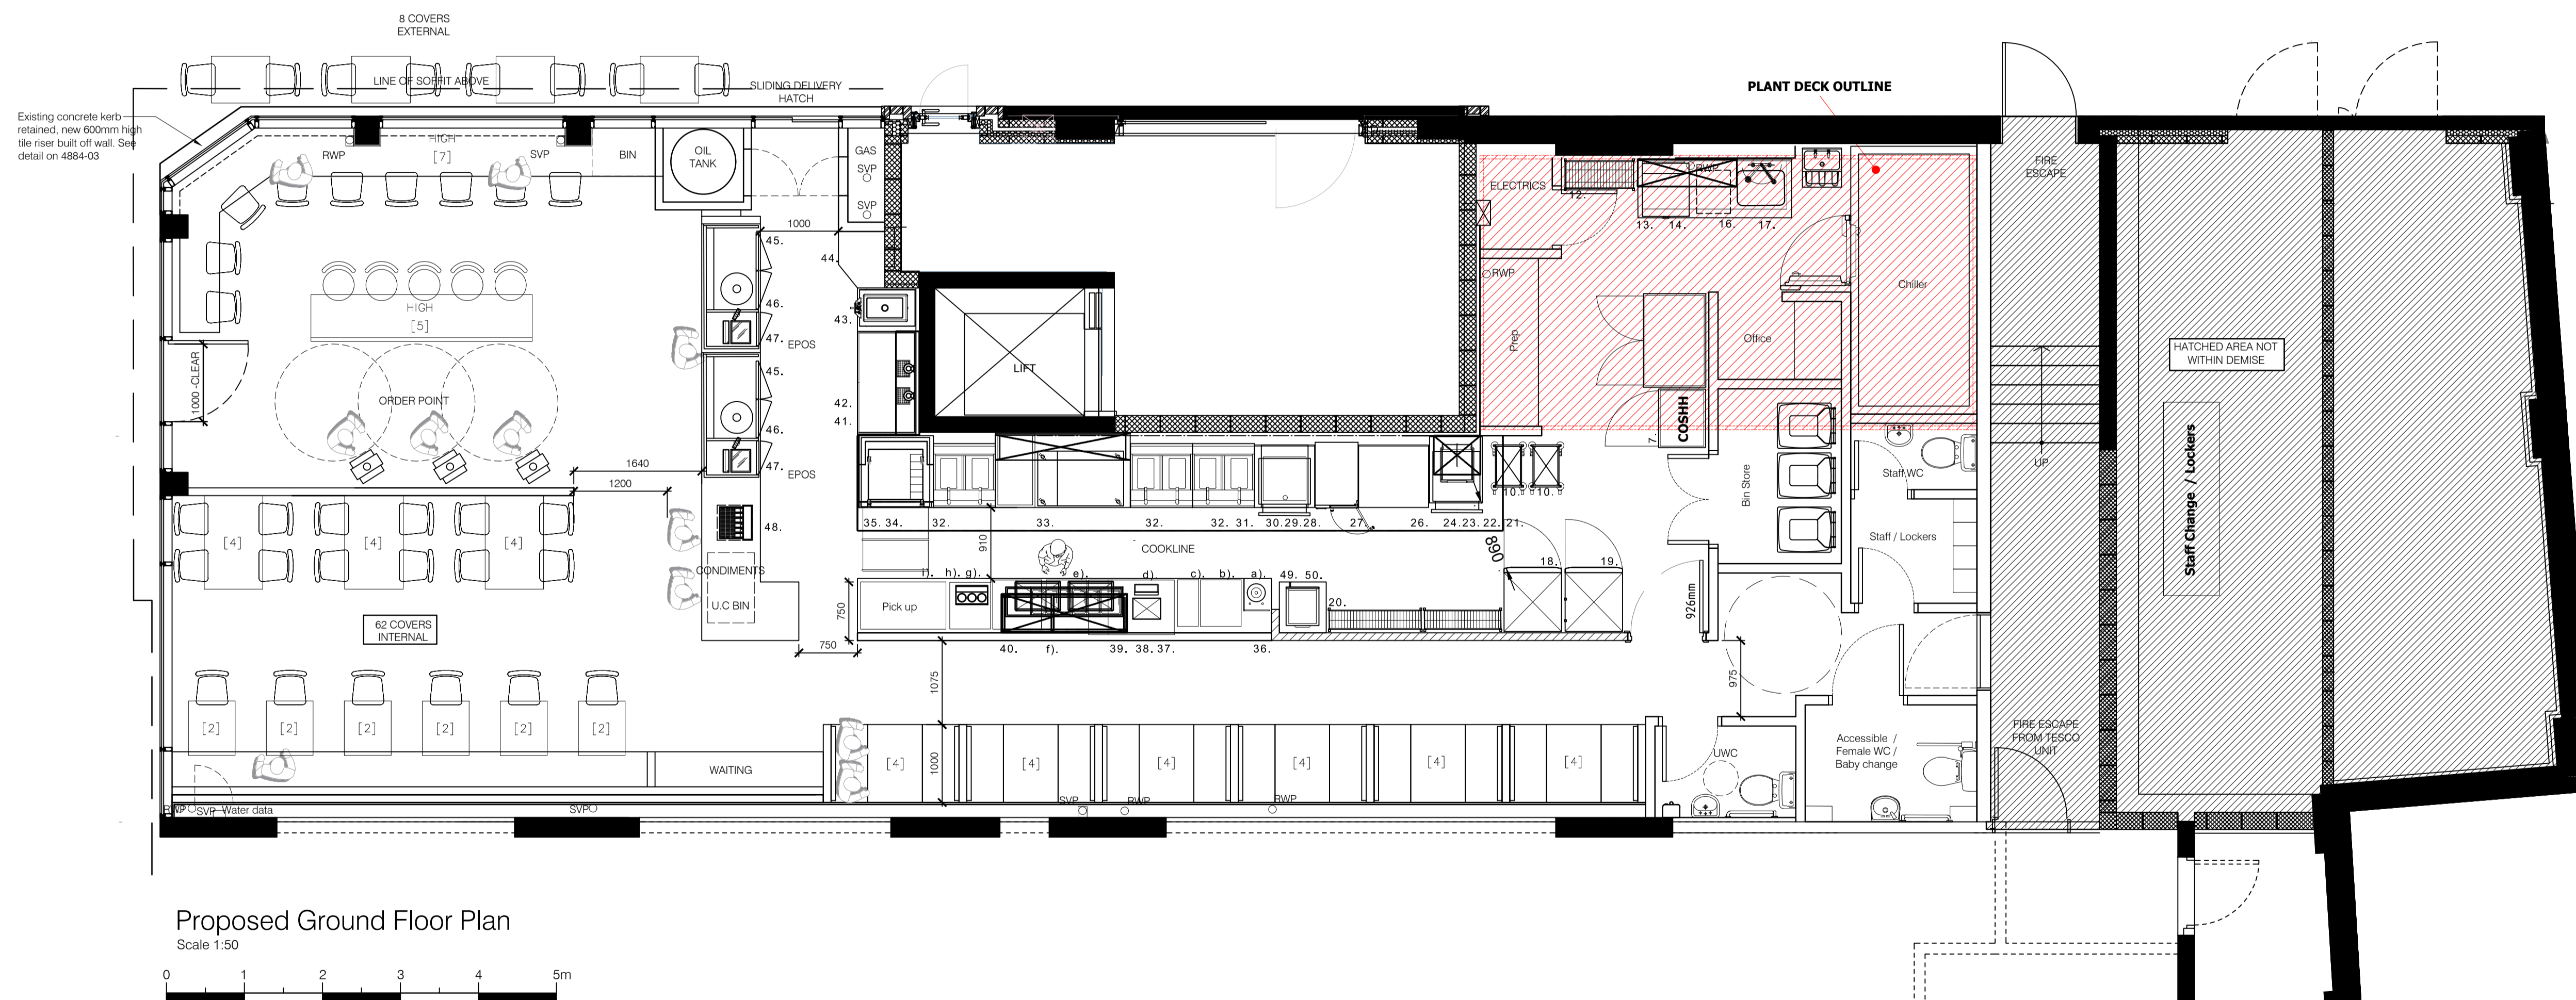 8 COVERS
EXTERNAL
LINE OF SOFFIT ABOVE
SLIDING DELIVERY
HATCH
PLANT DECK OUTLINE
Existing concrete kerb
retained, new 600mm high
tile riser built off wall. See
detail on 4884-03
RWP
HIGH
[7]
SVP
BIN
OIL
TANK
GAS
SVP
SVP
1000
44.
45.
46.
43.
47.
EPOS
45.
46.
42.
41.
47.
EPOS
48.
HIGH
[5]
1000 -CLEAR
ORDER POINT
1640
1200
[4]
[4]
[4]
CONDIMENTS
U.C BIN
62 COVERS
INTERNAL
LIFT
ELECTRICS
12.
RWP
13.
14.
16.
17.
RWP
Prep
Office
Chiller
7.
COSHH
Bin Store
Staff WC
Staff / Lockers
FIRE
ESCAPE
UP
HATCHED AREA NOT
WITHIN DEMISE
Staff Change / Lockers
10.
10.
35. 34.
32.
33.
32.
32. 31.
30.29.28.
27.
26.
24.23.22.
21.
910
COOKLINE
890
18.
19.
i).
h). g).
e).
d).
c).
b).
a).
49. 50.
20.
Pick up
750
926mm
750
40.
f).
39.
38. 37.
36.
1075
975
[2]
[2]
[2]
[2]
[2]
[2]
WAITING
[4]
1000
[4]
[4]
[4]
[4]
[4]
UWC
Accessible /
Female WC /
Baby change
FIRE ESCAPE
FROM TESCO
UNIT
RWP
SVP
Water data
SVP
SVP
RWP
RWP
Proposed Ground Floor Plan
Scale 1:50
0
1
2
3
4
5m